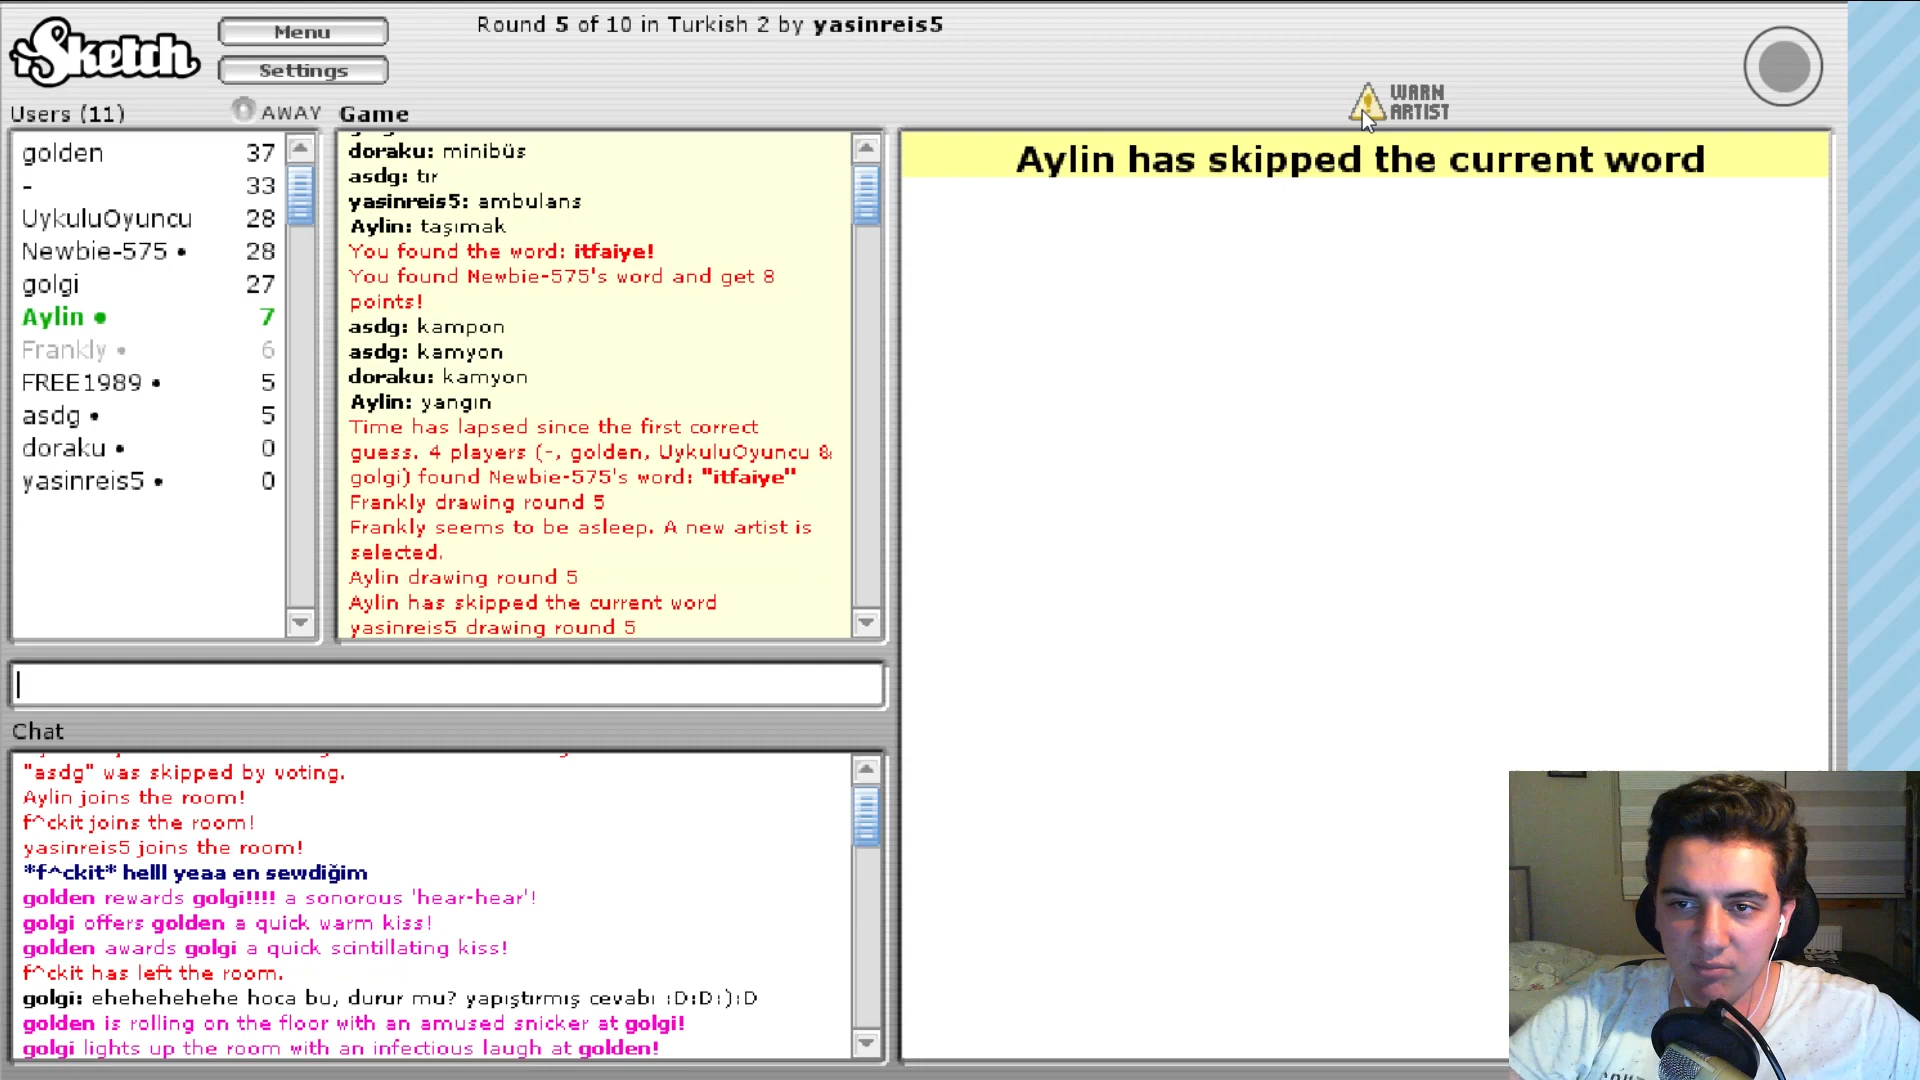 iSketch
Menu
Settings
Round 5 of 10 in Turkish 2 by yasinreis5
WARN
ARTIST
Users (11)
AWAY
golden 37
- 33
UykuluOyuncu 28
Newbie-575 • 28
golgi 27
Aylin • 7
Frankly • 6
FREE1989 • 5
asdg • 5
doraku • 0
yasinreis5 • 0
Game
doraku: minibüs
asdg: tır
yasinreis5: ambulans
Aylin: taşımak
You found the word: itfaiye!
You found Newbie-575's word and get 8
points!
asdg: kampon
asdg: kamyon
doraku: kamyon
Aylin: yangın
Time has lapsed since the first correct
guess. 4 players (-, golden, UykuluOyuncu &
golgi) found Newbie-575's word: "itfaiye"
Frankly drawing round 5
Frankly seems to be asleep. A new artist is
selected.
Aylin drawing round 5
Aylin has skipped the current word
yasinreis5 drawing round 5
Aylin has skipped the current word
Chat
"asdg" was skipped by voting.
Aylin joins the room!
f^ckit joins the room!
yasinreis5 joins the room!
*f^ckit* helll yeaa en sewdiğim
golden rewards golgi!!!! a sonorous 'hear-hear'!
golgi offers golden a quick warm kiss!
golden awards golgi a quick scintillating kiss!
f^ckit has left the room.
golgi: ehehehehehe hoca bu, durur mu? yapıştırmış cevabı :D:D:):D
golden is rolling on the floor with an amused snicker at golgi!
golgi lights up the room with an infectious laugh at golden!